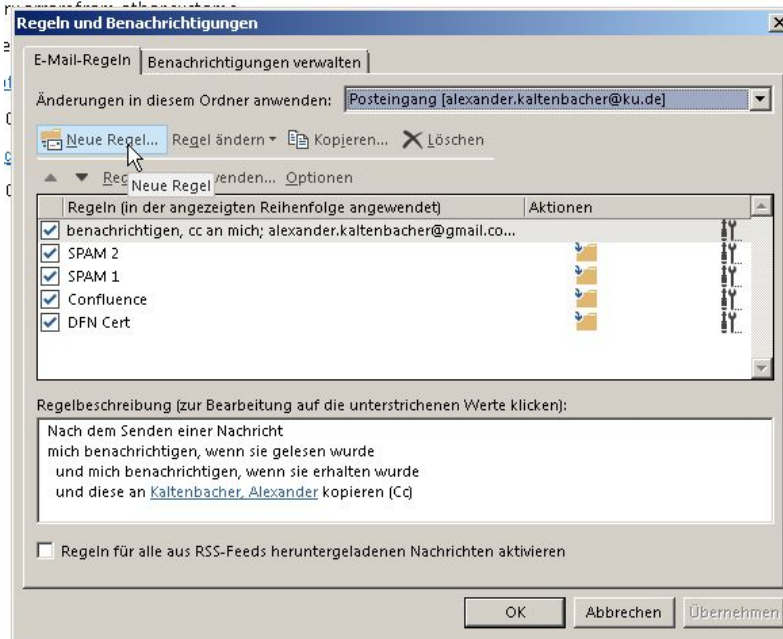 Regeln und Benachrichtigungen
E-Mail-Regeln Benachrichtigungen verwalten
Änderungen in diesem Ordner anwenden: Posteingang [alexander.kaltenbacher@ku.de]
Neue Regel... Regel ändern Kopieren... Löschen
wenden... Optionen
Neue Regel
Regeln (in der angezeigten Reihenfolge angewendet) Aktionen
benachrichtigen, cc an mich; alexander.kaltenbacher@gmail.co...
SPAM 2
SPAM 1
Confluence
DFN Cert
Regelbeschreibung (zur Bearbeitung auf die unterstrichenen Werte klicken):
Nach dem Senden einer Nachricht
mich benachrichtigen, wenn sie gelesen wurde
und mich benachrichtigen, wenn sie erhalten wurde
und diese an Kaltenbacher, Alexander kopieren (Cc)
Regeln für alle aus RSS-Feeds heruntergeladenen Nachrichten aktivieren
OK Abbrechen Übernehmen